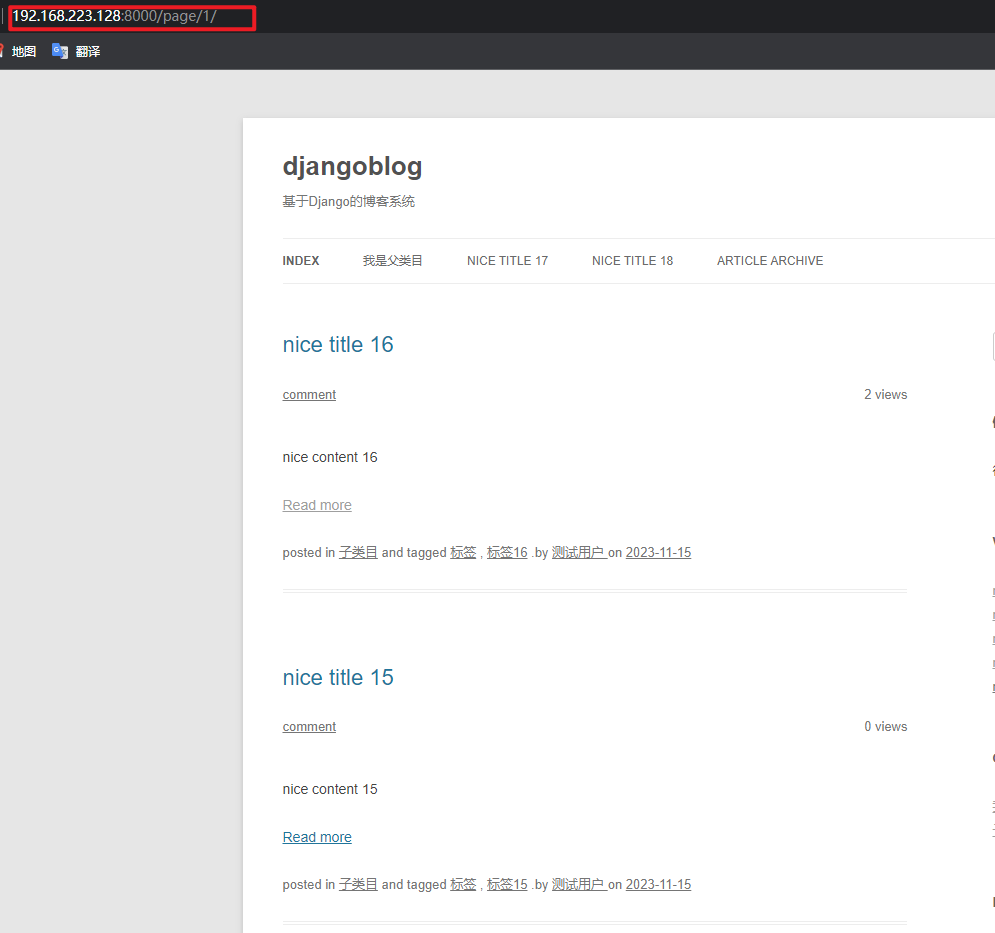 192.168.223.128:8000/page/1/
地图 翻译
djangoblog
基于Django的博客系统
INDEX 我是父类目 NICE TITLE 17 NICE TITLE 18 ARTICLE ARCHIVE
nice title 16
comment 2 views
nice content 16
Read more
posted in 子类目 and tagged 标签 , 标签16 .by 测试用户 on 2023-11-15
nice title 15
comment 0 views
nice content 15
Read more
posted in 子类目 and tagged 标签 , 标签15 .by 测试用户 on 2023-11-15